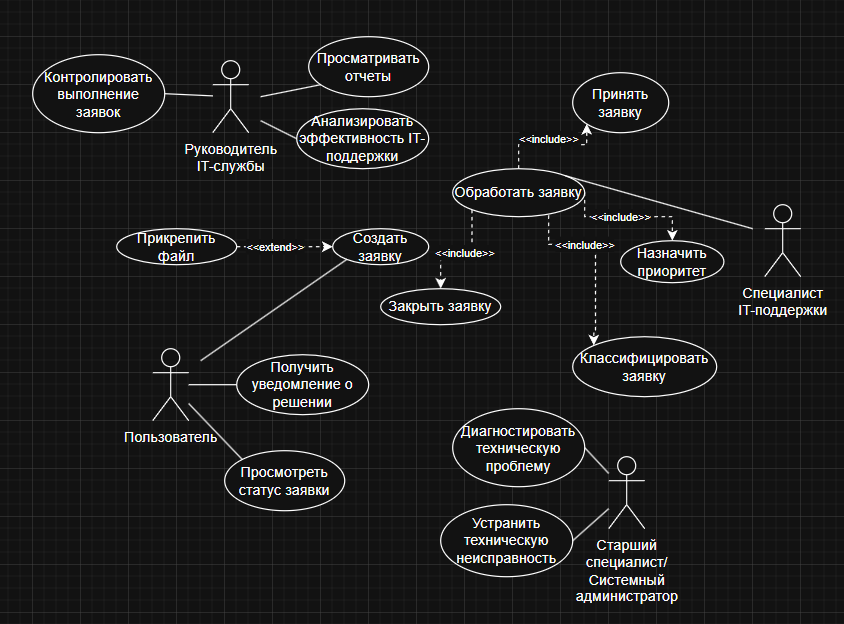 Контролировать
выполнение
заявок
Руководитель
IT-службы
Просматривать
отчеты
Анализировать
эффективность IT-
поддержки
Принять
заявку
<<include>>
Обработать заявку
<<include>>
<<include>>
<<include>>
Назначить
приоритет
Специалист
IT-поддержки
Прикрепить
файл
<<extend>>
Создать
заявку
Закрыть заявку
Классифицировать
заявку
Пользователь
Получить
уведомление о
решении
Просмотреть
статус заявки
Диагностировать
техническую
проблему
Устранить
техническую
неисправность
Старший
специалист/
Системный
администратор